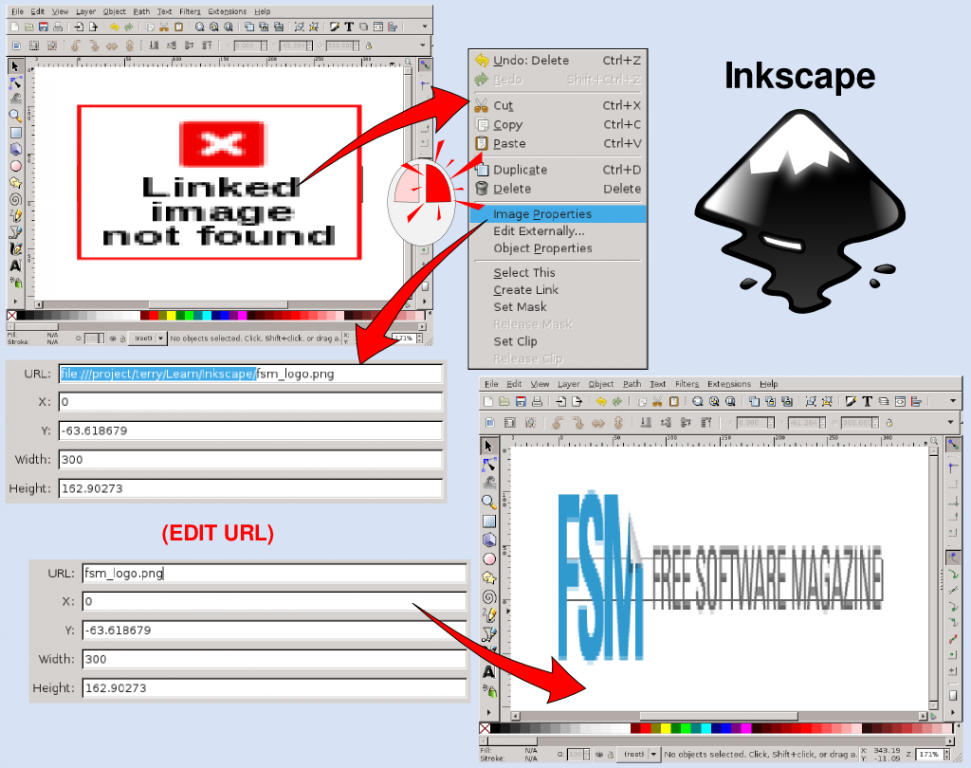 File Edit View Layer Object Path Text Filters Extensions Help
Linked
image
not found
Fill: N/A
Stroke: N/A
O:
(root)
No objects selected. Click, Shift+click, or drag a
X:
Y:
171%
Undo: Delete Ctrl+Z
Redo Shift+Ctrl+Z
Cut Ctrl+X
Copy Ctrl+C
Paste Ctrl+V
Duplicate Ctrl+D
Delete Delete
Image Properties
Edit Externally...
Object Properties
Select This
Create Link
Set Mask
Release Mask
Set Clip
Release Clip
Inkscape
URL: file:///project/terry/Learn/Inkscape/fsm_logo.png
X: 0
Y: -63.618679
Width: 300
Height: 162.90273
(EDIT URL)
URL: fsm_logo.png
X: 0
Y: -63.618679
Width: 300
Height: 162.90273
File Edit View Layer Object Path Text Filters Extensions Help
FSM FREE SOFTWARE MAGAZINE
Fill: N/A
Stroke: N/A
O:
(root)
No objects selected. Click, Shift+click, or drag a
X: 343.19
Y: -11.09
Z 171%